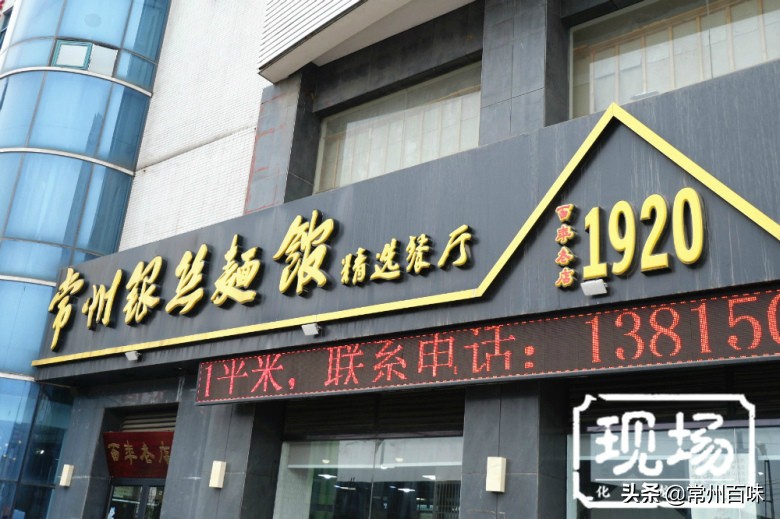 常州银丝麵馆精选餐厅
百年老店
1920
1平米，联系电话：13815
百年老店
现场
头条@常州百味